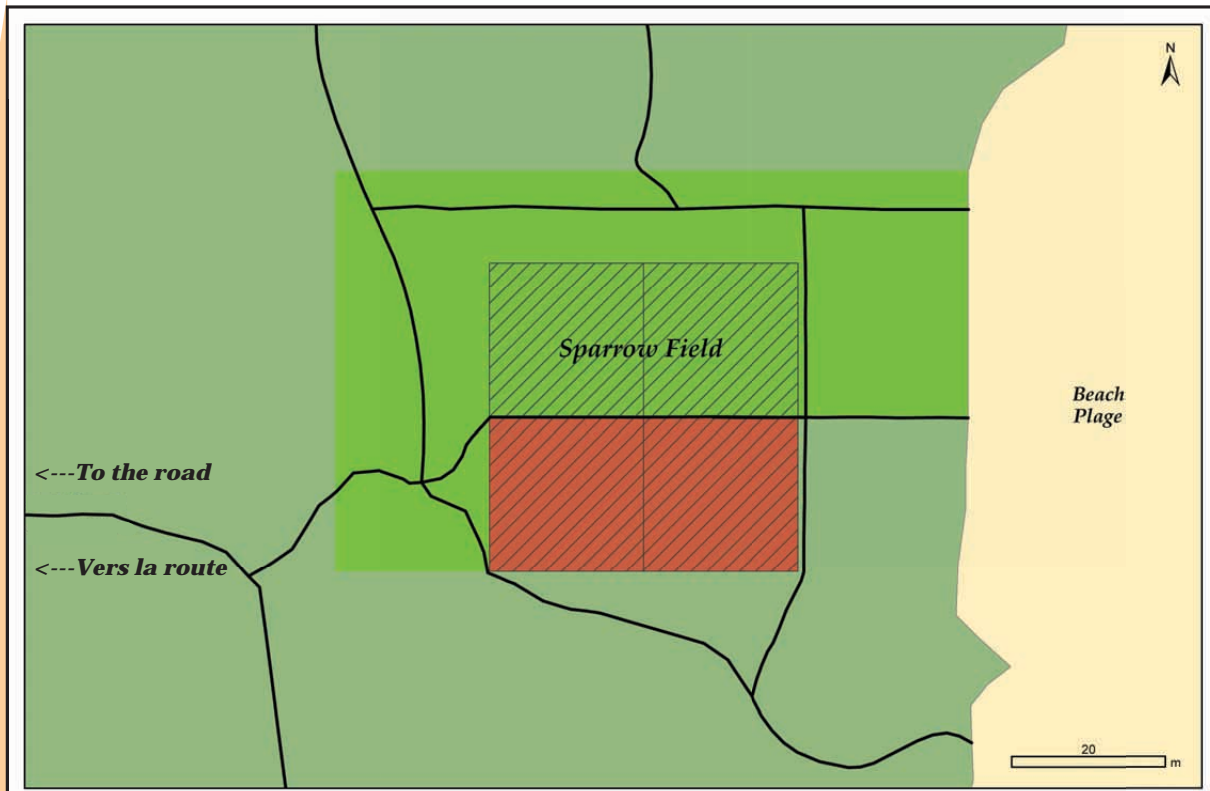 N
Sparrow Field
Beach
Plage
<---To the road
<---Vers la route
20
m